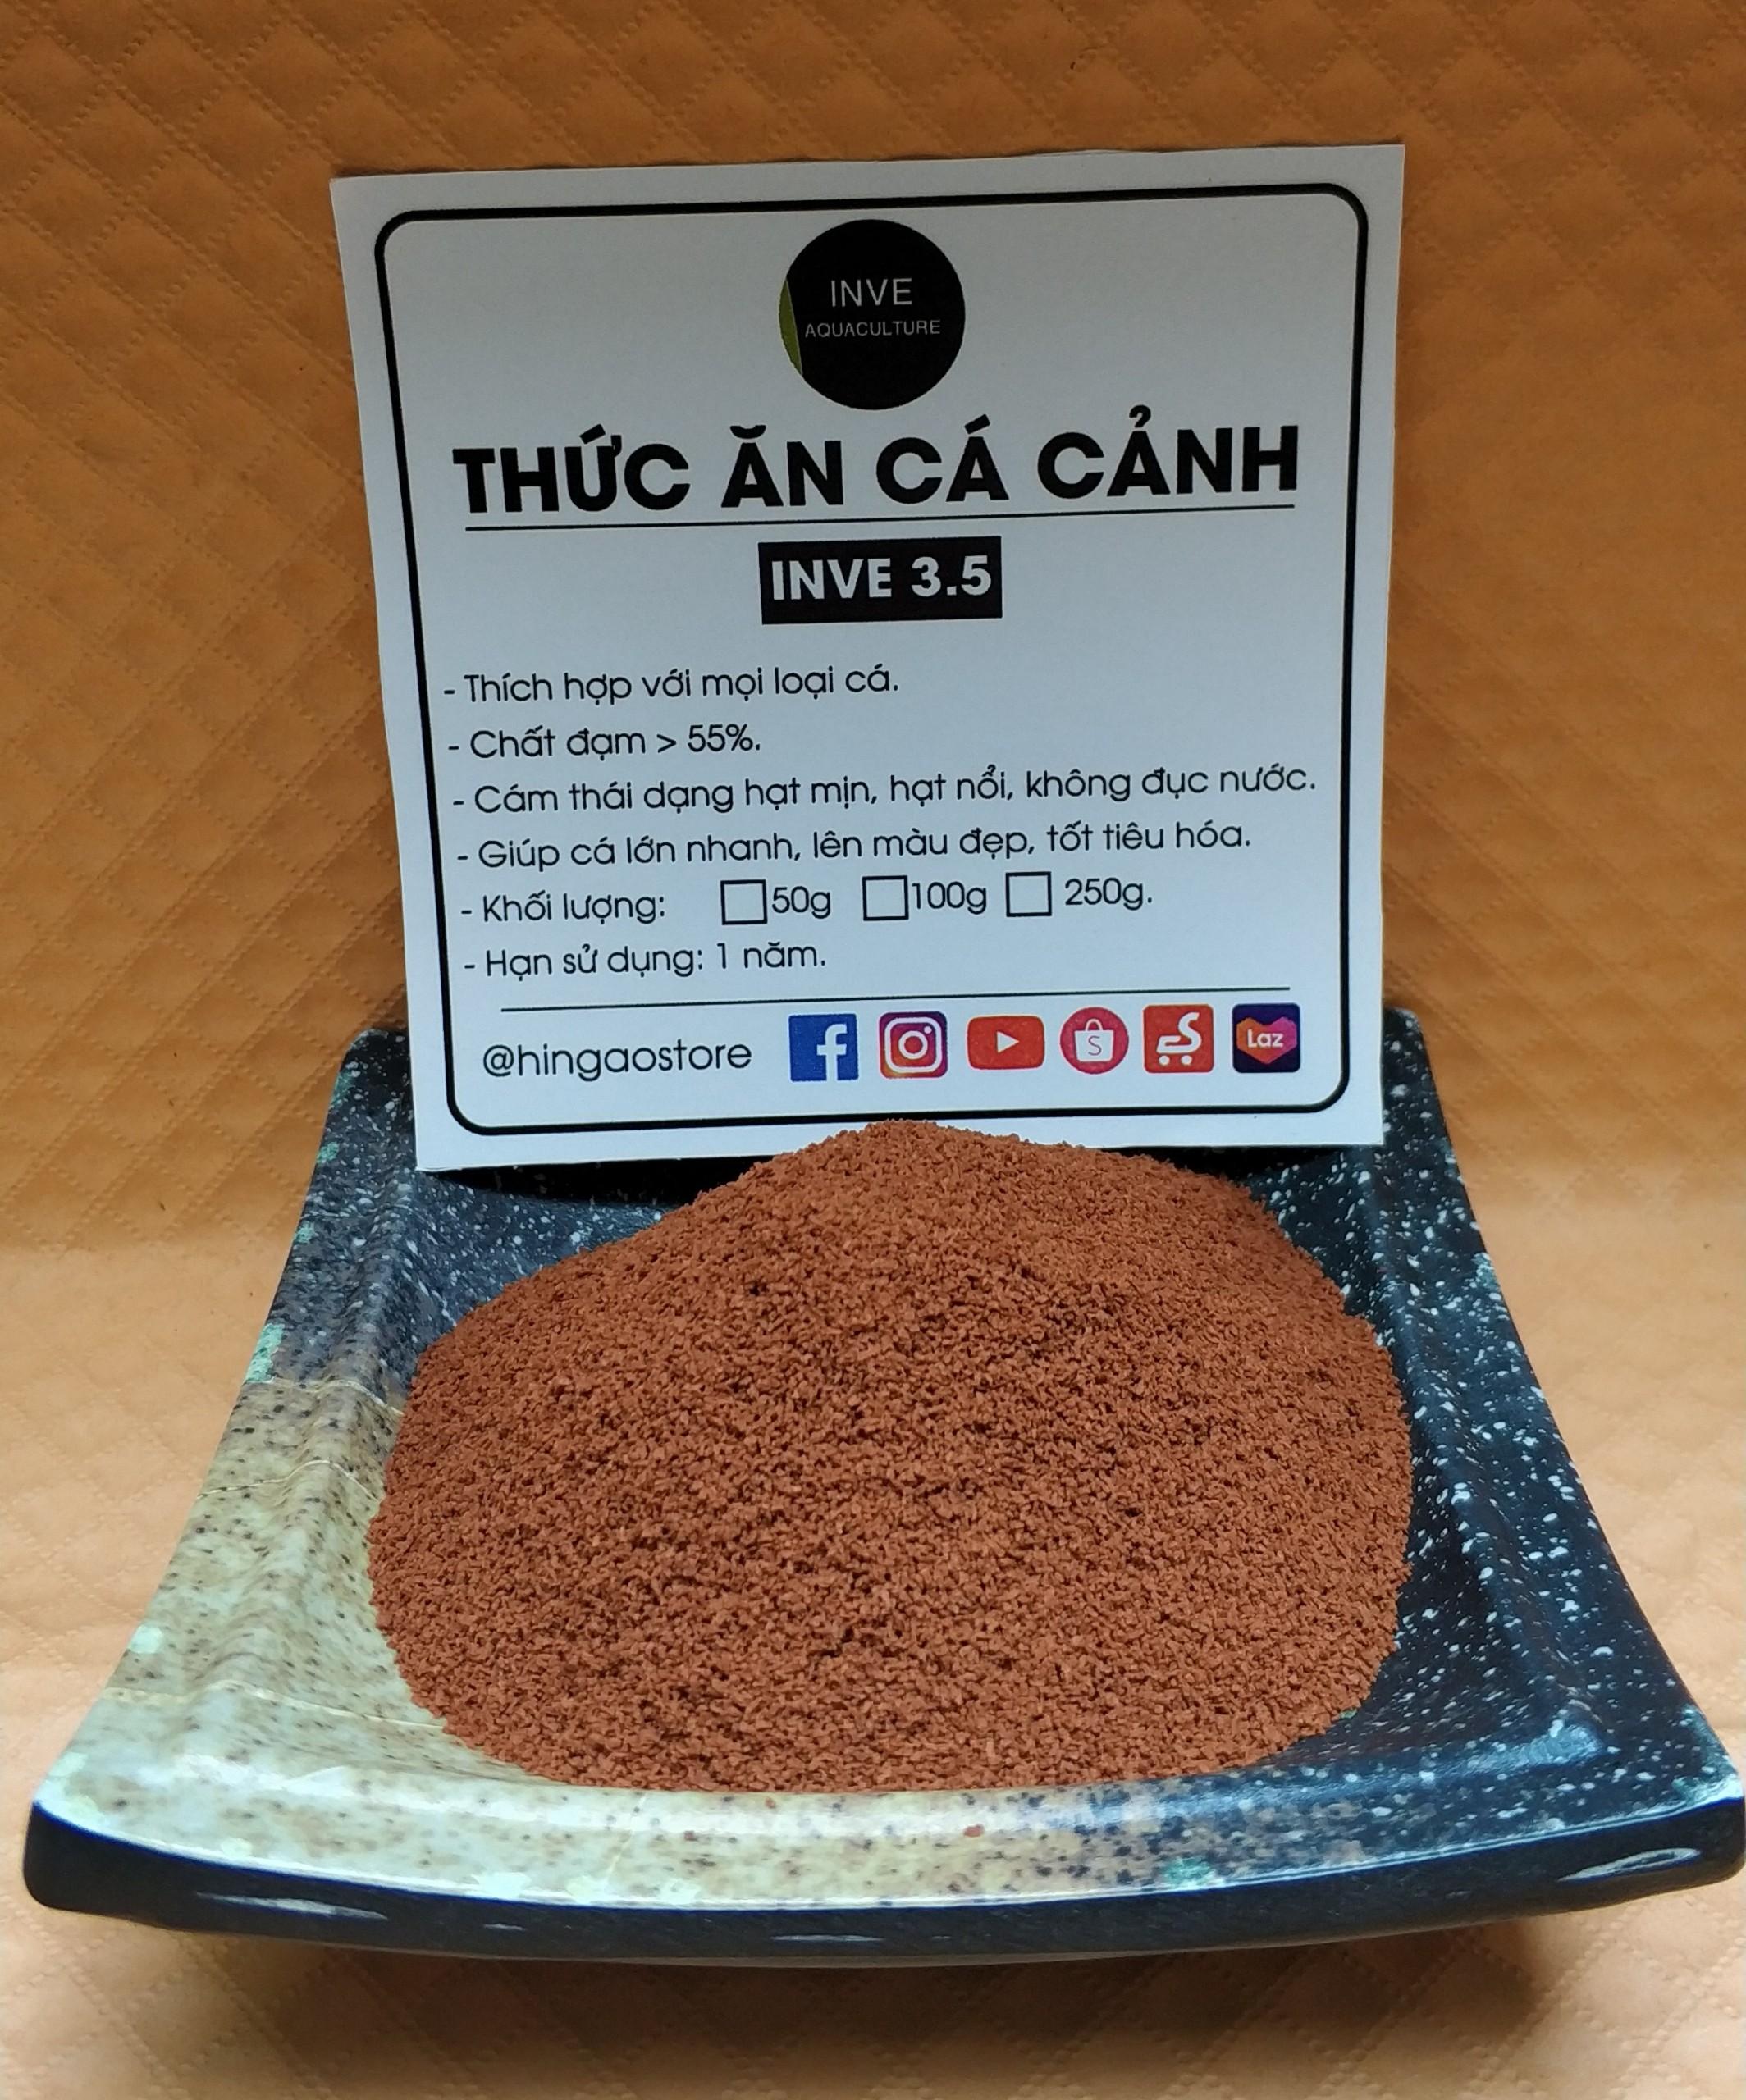 INVE
AQUACULTURE
THỨC ĂN CÁ CẢNH
INVE 3.5
- Thích hợp với mọi loại cá.
- Chất đạm > 55%.
- Cám thái dạng hạt mịn, hạt nổi, không đục nước.
- Giúp cá lớn nhanh, lên màu đẹp, tốt tiêu hóa.
- Khối lượng: 50g 100g 250g.
- Hạn sử dụng: 1 năm.
@hingaostore f S S Laz